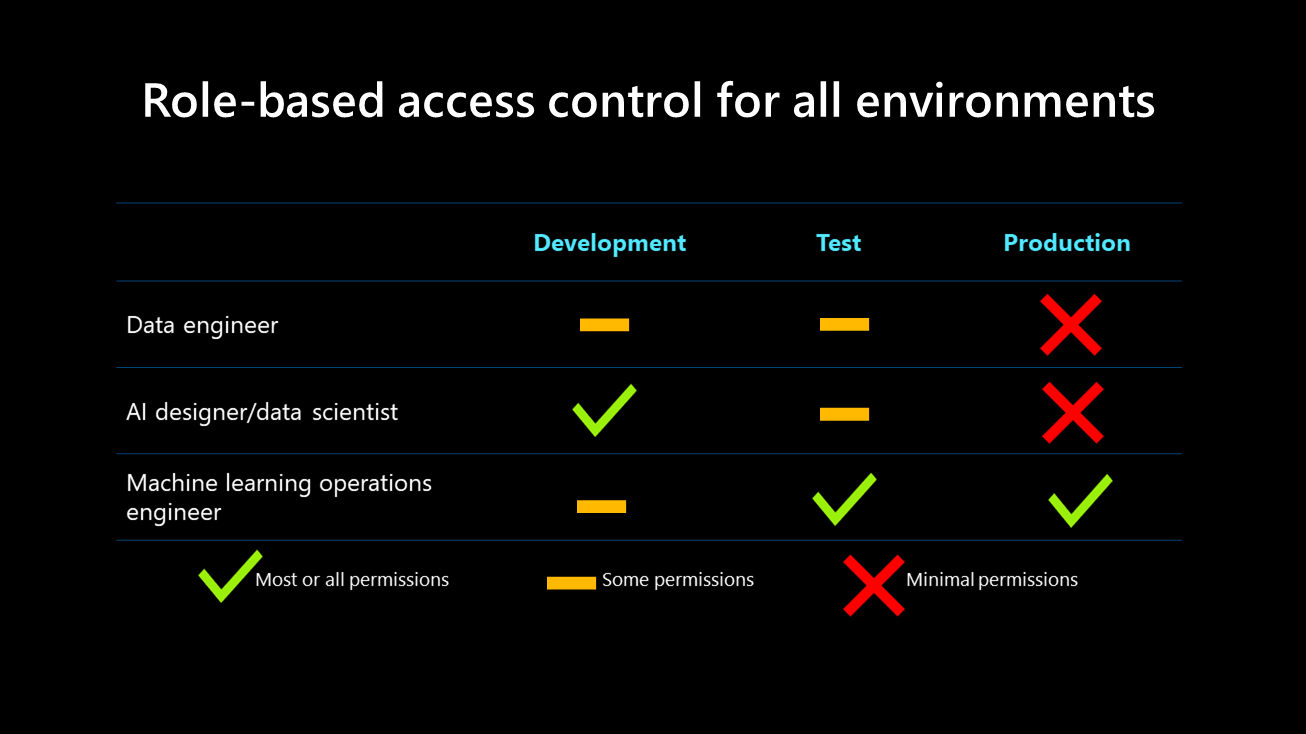 Role-based access control for all environments
Development Test Production
Data engineer
AI designer/data scientist
Machine learning operations
engineer
Most or all permissions Some permissions Minimal permissions